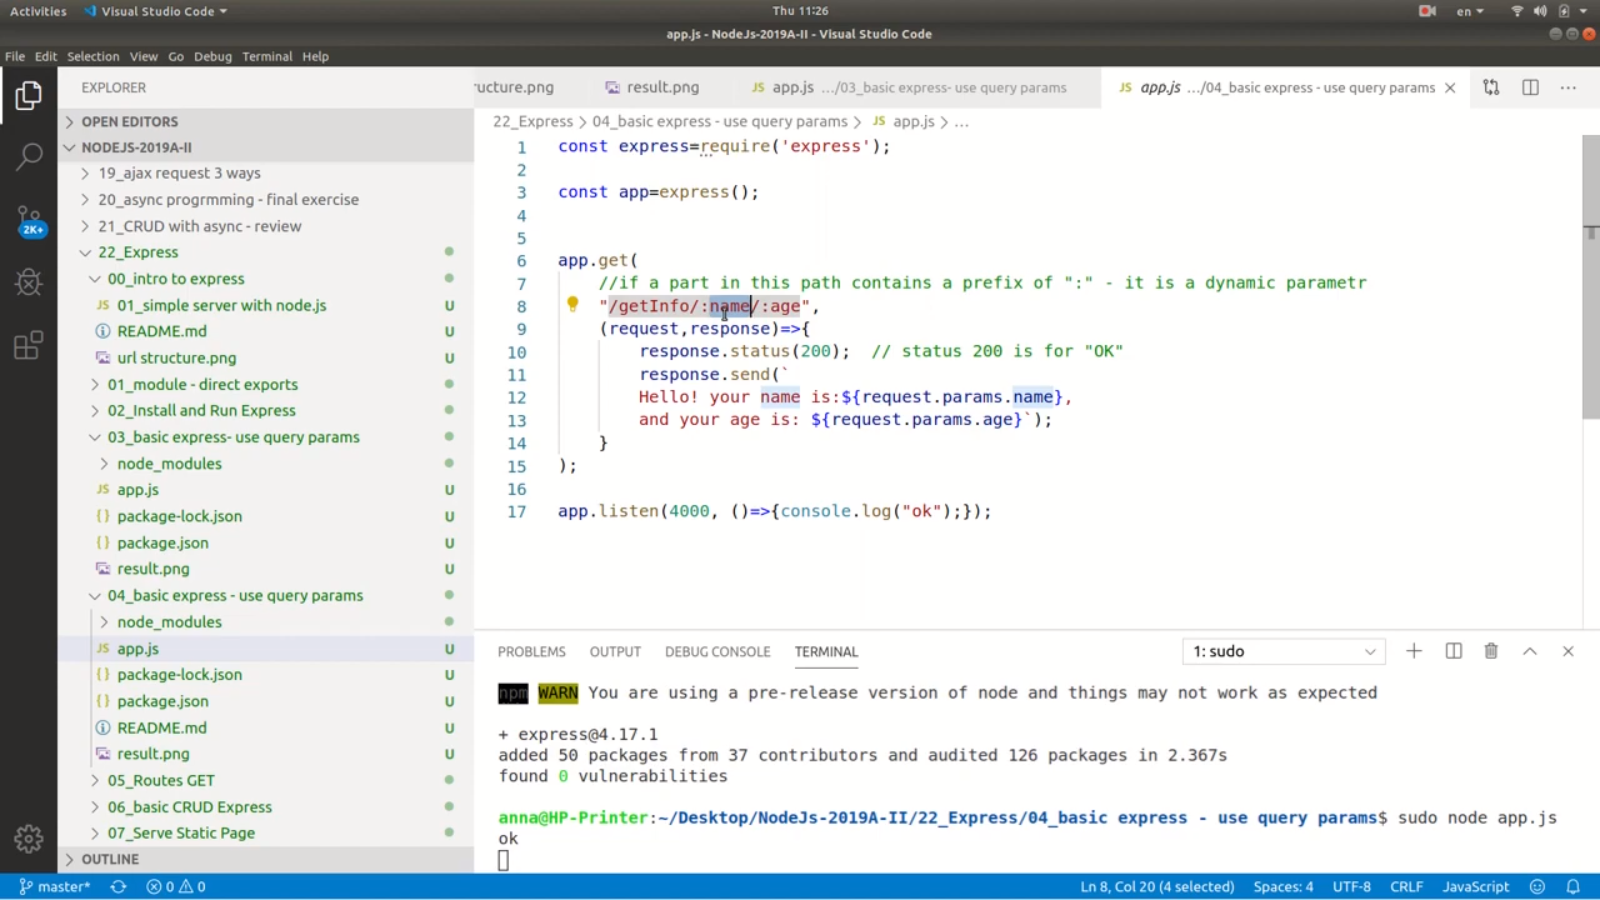 Activities Visual Studio Code Thu 11:26 en
app.js - NodeJs-2019A-II - Visual Studio Code
File Edit Selection View Go Debug Terminal Help
EXPLORER
OPEN EDITORS
NODEJS-2019A-II
19_ajax request 3 ways
20_async progrmming - final exercise
21_CRUD with async - review
22_Express
00_intro to express
JS 01_simple server with node.js U
README.md U
url structure.png U
01_module - direct exports
02_Install and Run Express
03_basic express- use query params
node_modules
JS app.js U
{} package-lock.json U
{} package.json U
result.png U
04_basic express - use query params
node_modules
JS app.js U
{} package-lock.json U
{} package.json U
README.md U
result.png U
05_Routes GET
06_basic CRUD Express
07_Serve Static Page
OUTLINE
2K+
ructure.png result.png JS app.js .../03_basic express- use query params JS app.js .../04_basic express - use query params
22_Express > 04_basic express - use query params > JS app.js > ...
1 const express=require('express');
2
3 const app=express();
4
5
6 app.get(
7 //if a part in this path contains a prefix of ":" - it is a dynamic parametr
8 "/getInfo/:name/:age",
9 (request,response)=>{
10 response.status(200); // status 200 is for "OK"
11 response.send(`
12 Hello! your name is:${request.params.name},
13 and your age is: ${request.params.age}`);
14 }
15 );
16
17 app.listen(4000, ()=>{console.log("ok");});
PROBLEMS OUTPUT DEBUG CONSOLE TERMINAL 1: sudo
npm WARN You are using a pre-release version of node and things may not work as expected
+ express@4.17.1
added 50 packages from 37 contributors and audited 126 packages in 2.367s
found 0 vulnerabilities
anna@HP-Printer:~/Desktop/NodeJs-2019A-II/22_Express/04_basic express - use query params$ sudo node app.js
ok
master* 0 0 Ln 8, Col 20 (4 selected) Spaces: 4 UTF-8 CRLF JavaScript